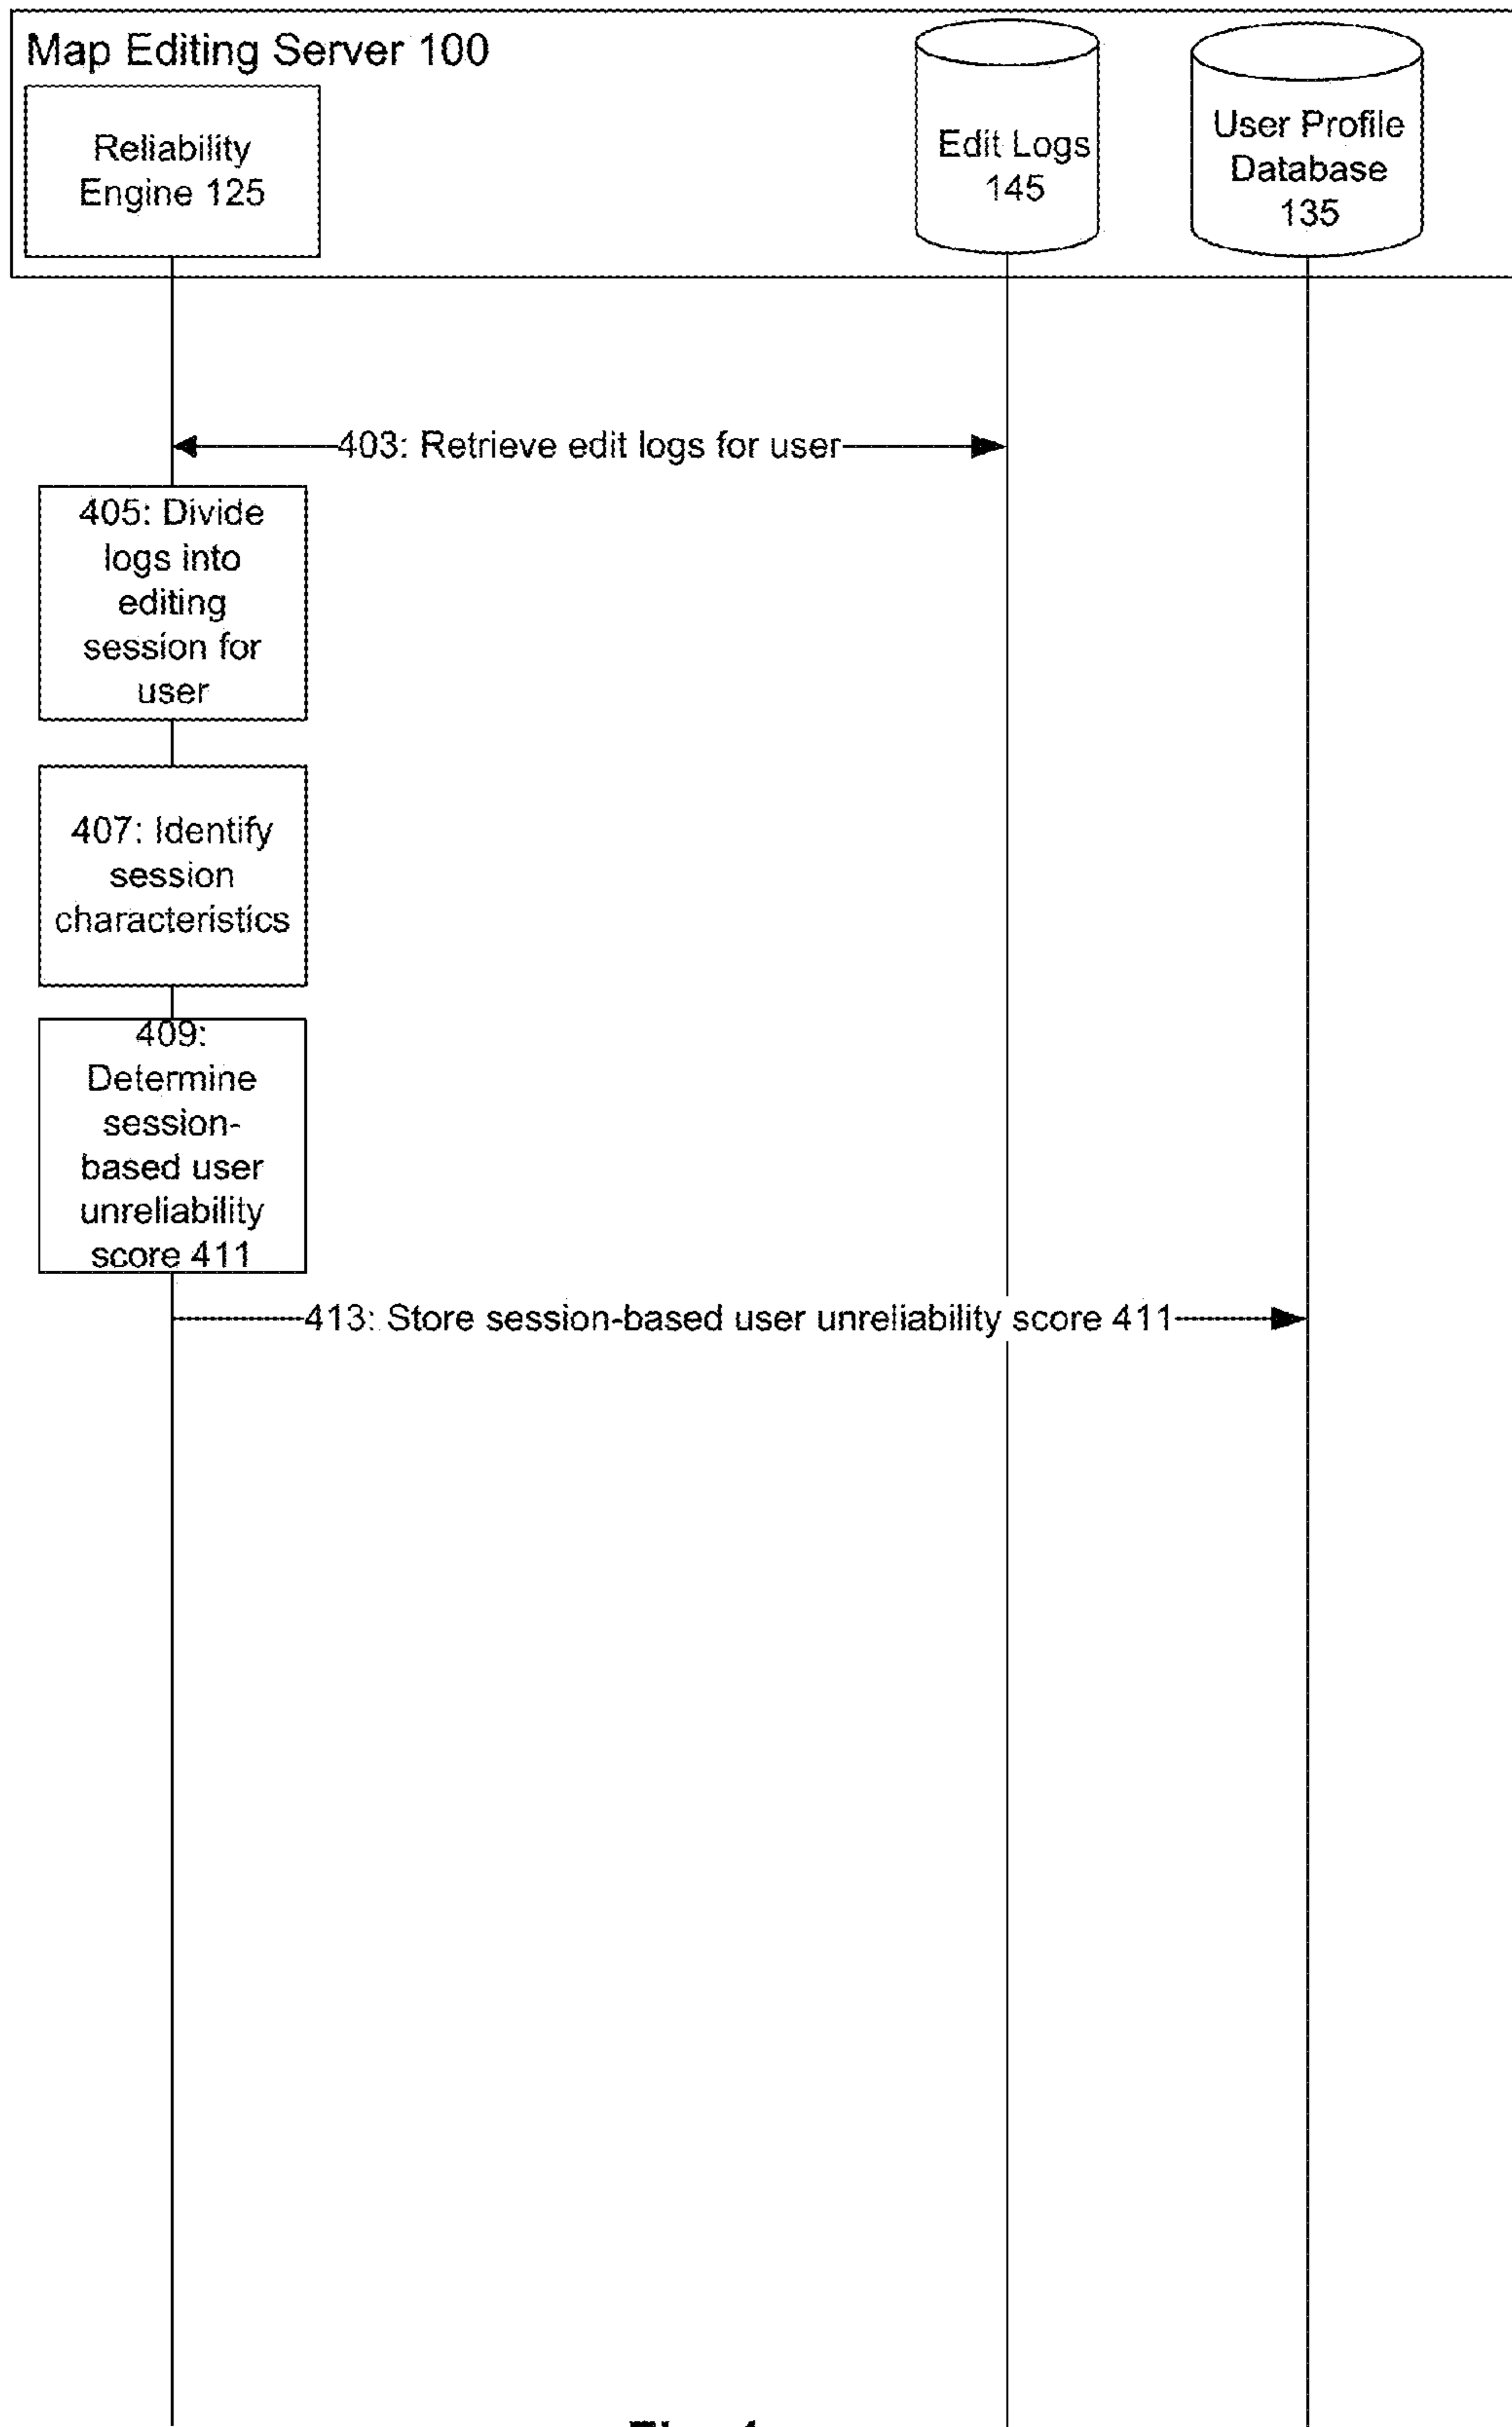 Map Editing Server 100
Reliability
Engine 125
Edit Logs
145
User Profile
Database
135
403: Retrieve edit logs for user
405: Divide
logs into
editing
session for
user
407: Identify
session
characteristics
409:
Determine
session-
based user
unreliability
score 411
413: Store session-based user unreliability score 411